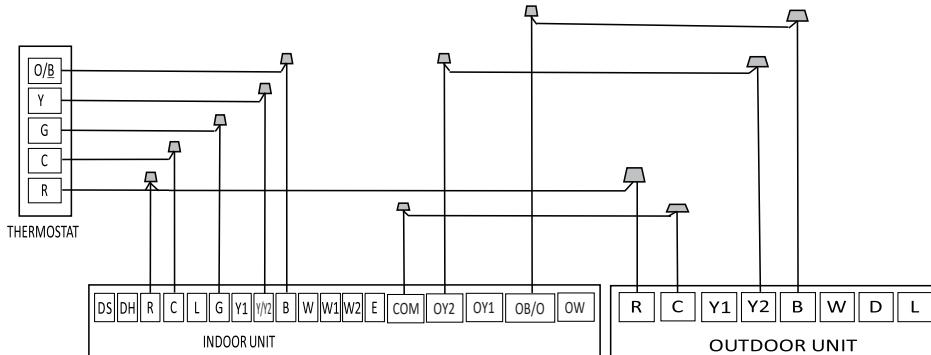 O/B
Y
G
C
R
THERMOSTAT
DS DH R C L G Y1 Y/Y2 B W W1 W2 E COM OY2 OY1 OB/O OW
INDOOR UNIT
R C Y1 Y2 B W D L
OUTDOOR UNIT